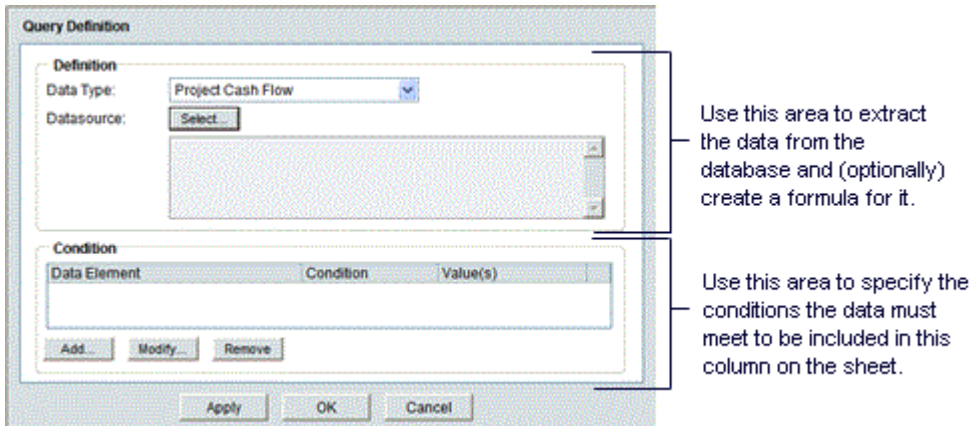 Query Definition
Definition
Data Type: Project Cash Flow
Datasource: Select...
Use this area to extract
the data from the
database and (optionally)
create a formula for it.
Condition
Data Element Condition Value(s)
Add... Modify... Remove
Use this area to specify the
conditions the data must
meet to be included in this
column on the sheet.
Apply OK Cancel